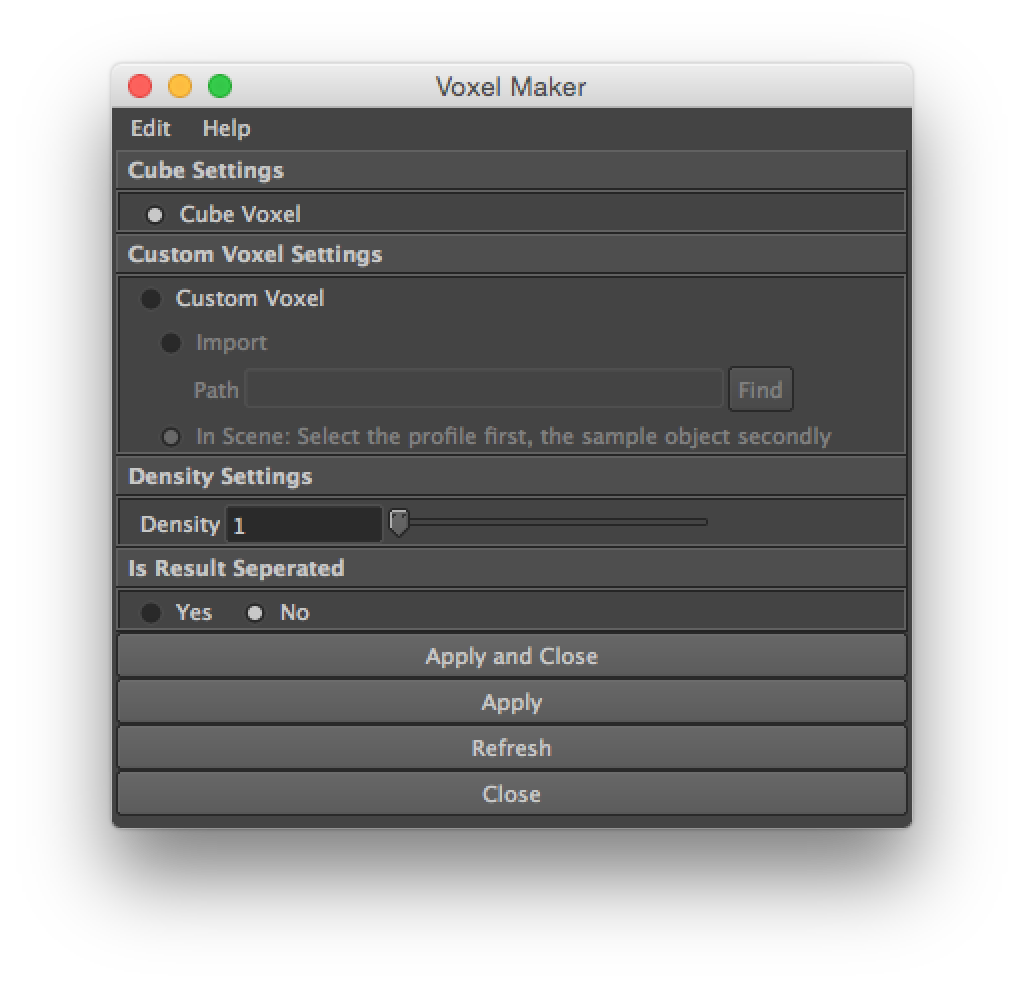 Voxel Maker
Edit Help
Cube Settings
Cube Voxel
Custom Voxel Settings
Custom Voxel
Import
Path Find
In Scene: Select the profile first, the sample object secondly
Density Settings
Density 1
Is Result Seperated
Yes No
Apply and Close
Apply
Refresh
Close